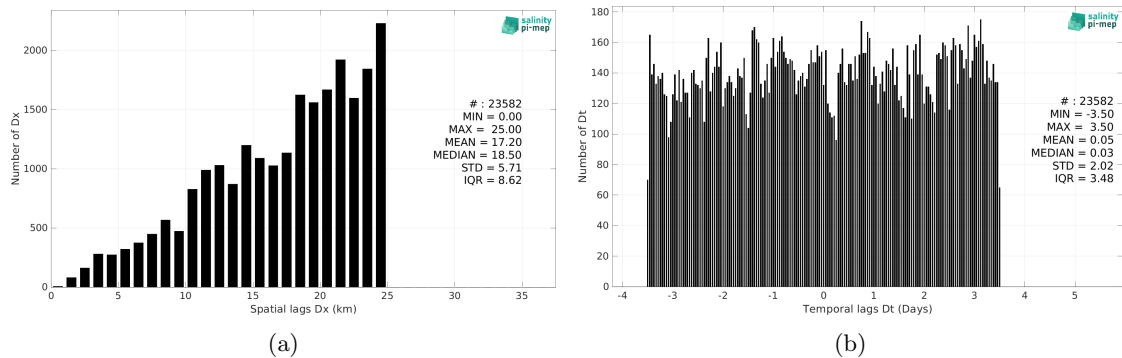 salinity
pi-mep
2000
1500
1000
500
0
Number of Dx
# : 23582
MIN = 0.00
MAX = 25.00
MEAN = 17.20
MEDIAN = 18.50
STD = 5.71
IQR = 8.62
0 5 10 15 20 25 30 35
Spatial lags Dx (km)
(a)
salinity
pi-mep
180
160
140
120
100
80
60
40
20
0
Number of Dt
# : 23582
MIN = -3.50
MAX = 3.50
MEAN = 0.05
MEDIAN = 0.03
STD = 2.02
IQR = 3.48
-4 -3 -2 -1 0 1 2 3 4 5
Temporal lags Dt (Days)
(b)